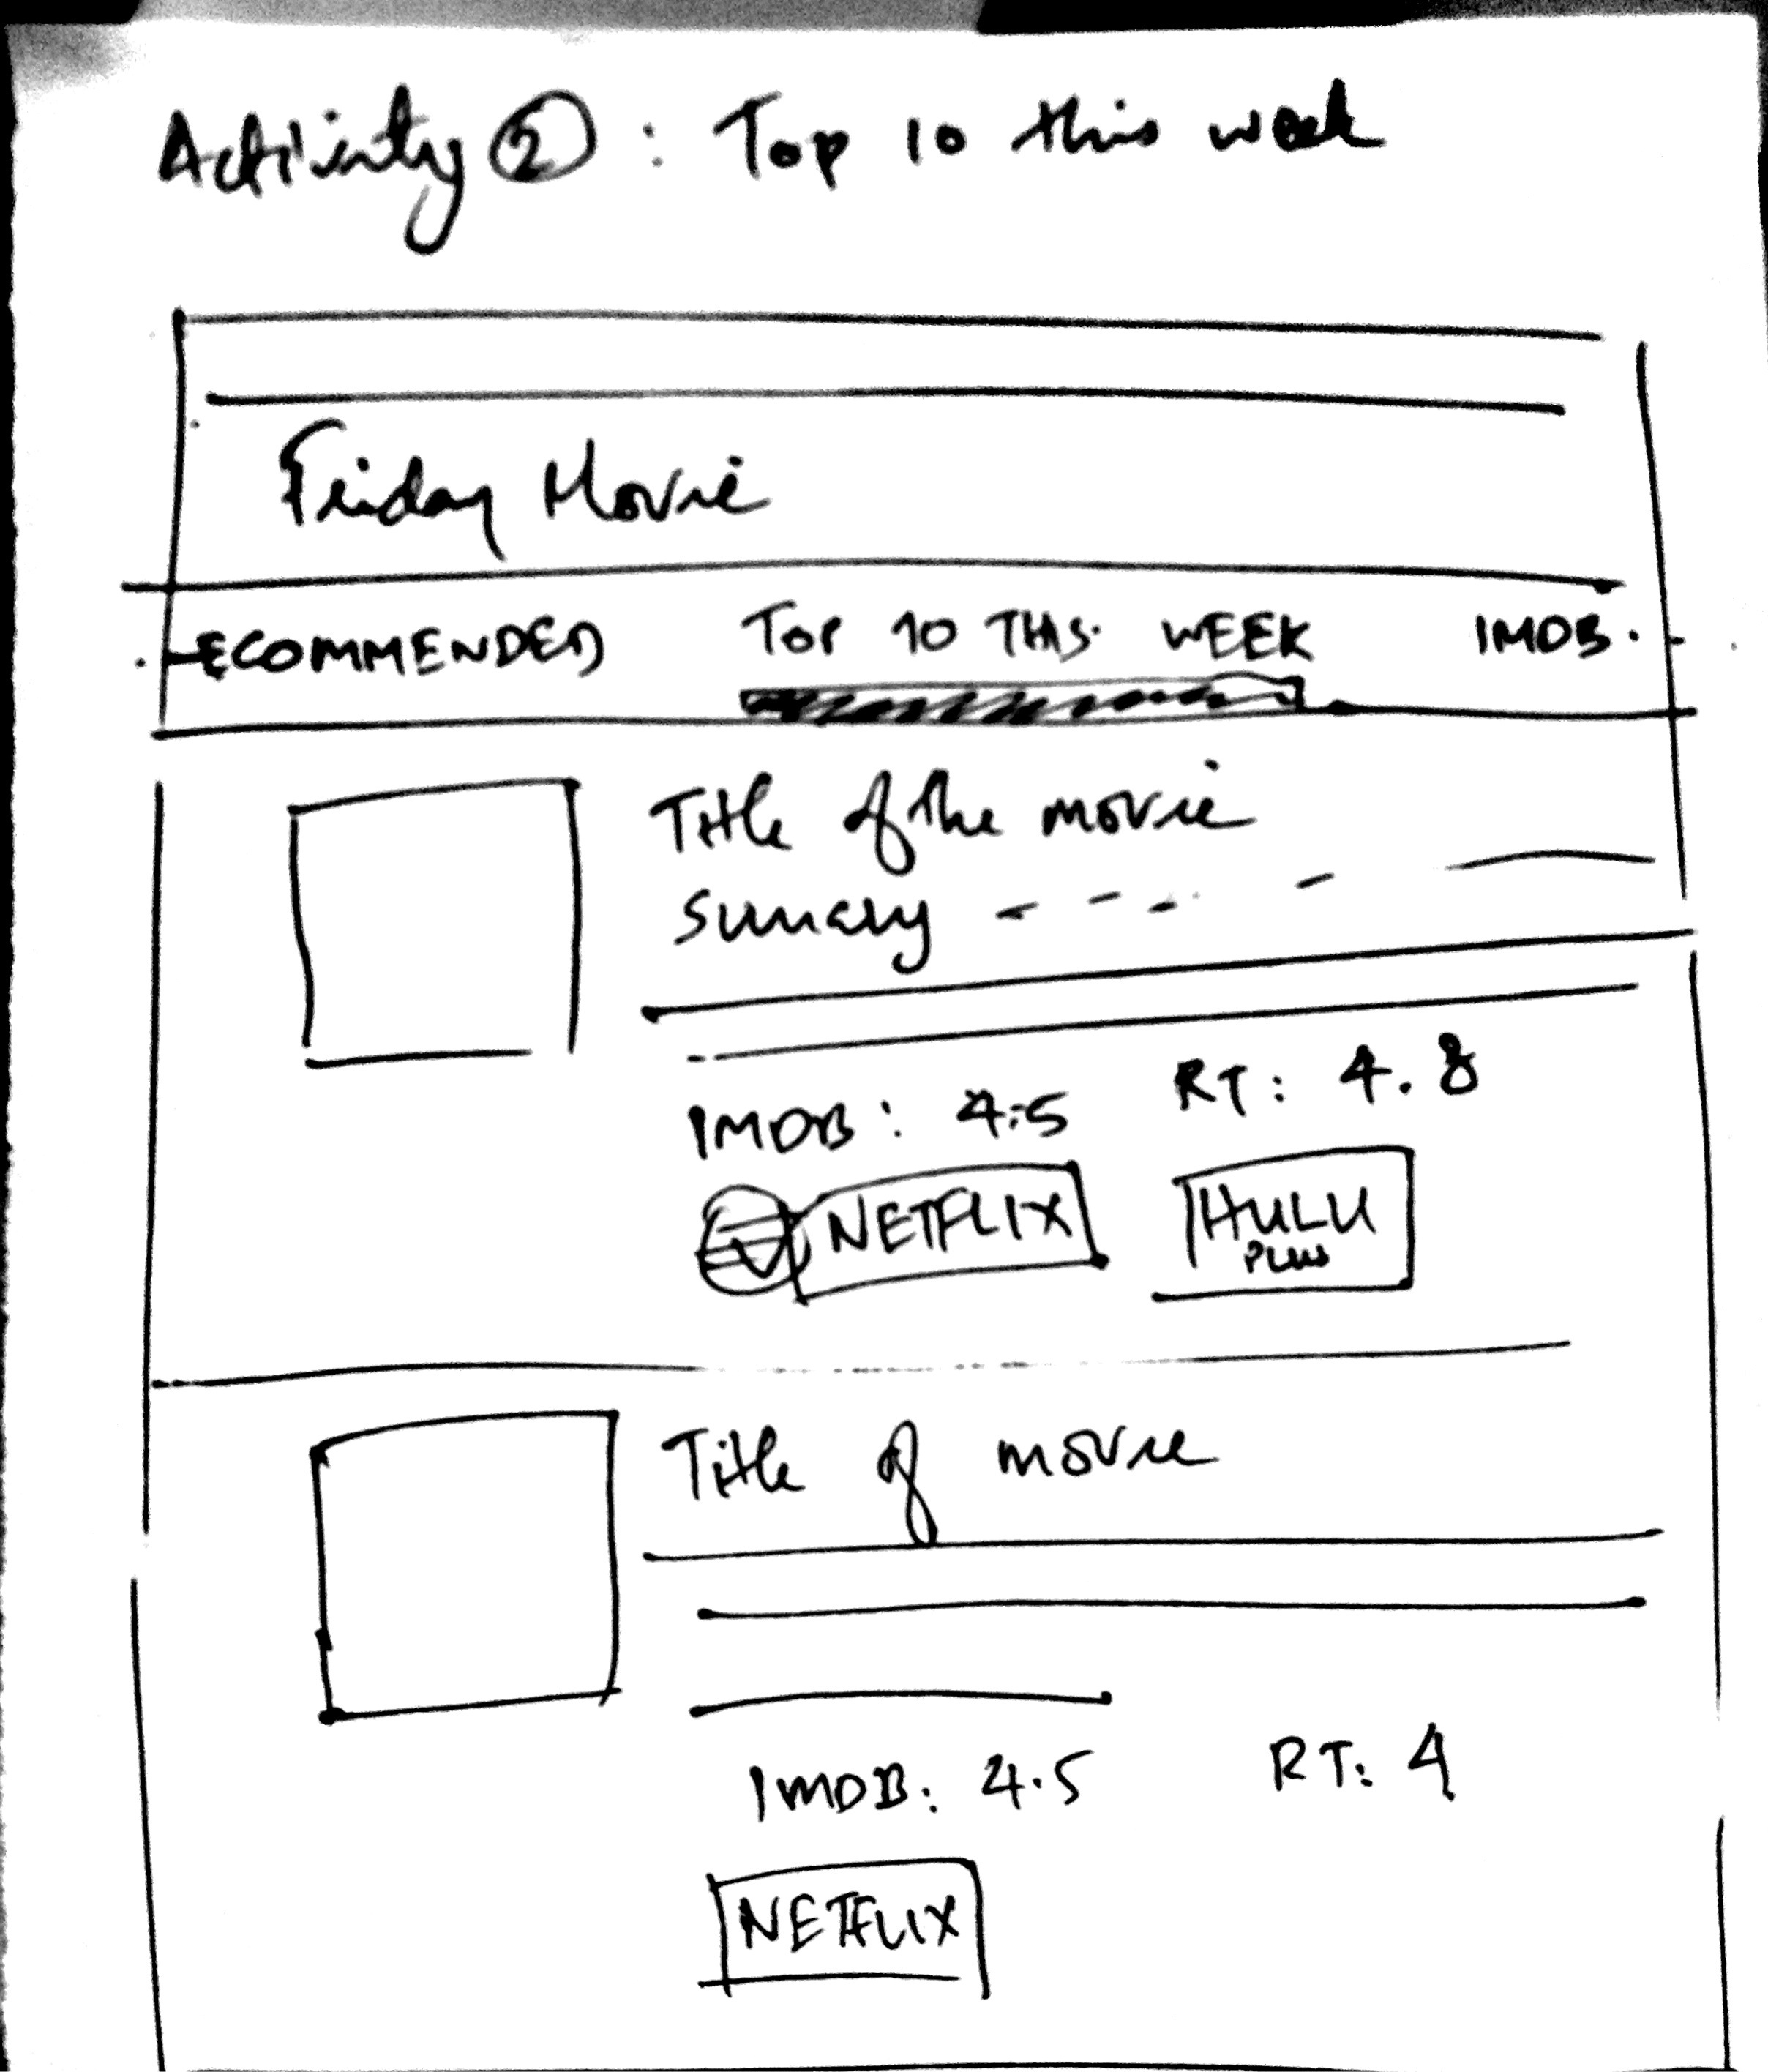 Activity ② : Top 10 this week
Friday Movie
ECOMMENDED TOP 10 THIS WEEK IMDB.
Title of the movie
Summary - - - - -
IMDB : 4.5 RT : 4.8
NETFLIX HULU
PLUS
Title of movie
IMDB : 4.5 RT : 4
NETFLIX